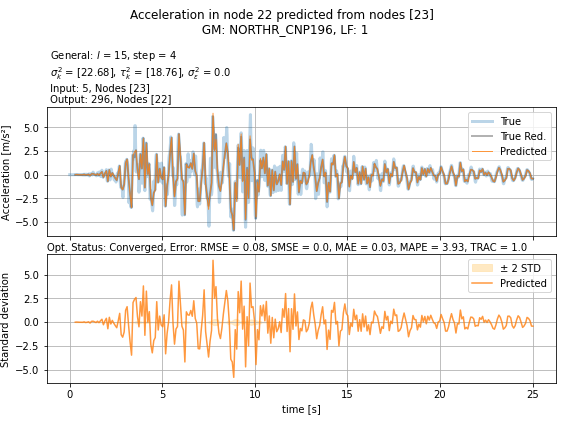 Acceleration in node 22 predicted from nodes [23]
GM: NORTHR_CNP196, LF: 1
General: l = 15, step = 4
σ²ₖ = [22.68], τ²ₖ = [18.76], σ²ε = 0.0
Input: 5, Nodes [23]
Output: 296, Nodes [22]
Acceleration [m/s²]
5.0
2.5
0.0
−2.5
−5.0
True
True Red.
Predicted
Opt. Status: Converged, Error: RMSE = 0.08, SMSE = 0.0, MAE = 0.03, MAPE = 3.93, TRAC = 1.0
Standard deviation
5.0
2.5
0.0
−2.5
−5.0
± 2 STD
Predicted
0 5 10 15 20 25
time [s]